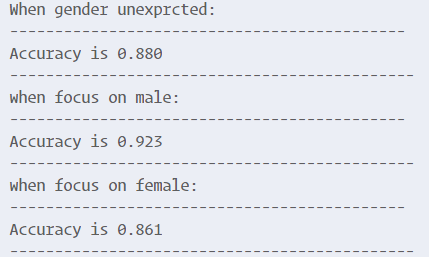 When gender unexprcted:
-------------------------------------------
Accuracy is 0.880
--------------------------------------------
when focus on male:
-------------------------------------------
Accuracy is 0.923
--------------------------------------------
when focus on female:
-------------------------------------------
Accuracy is 0.861
--------------------------------------------